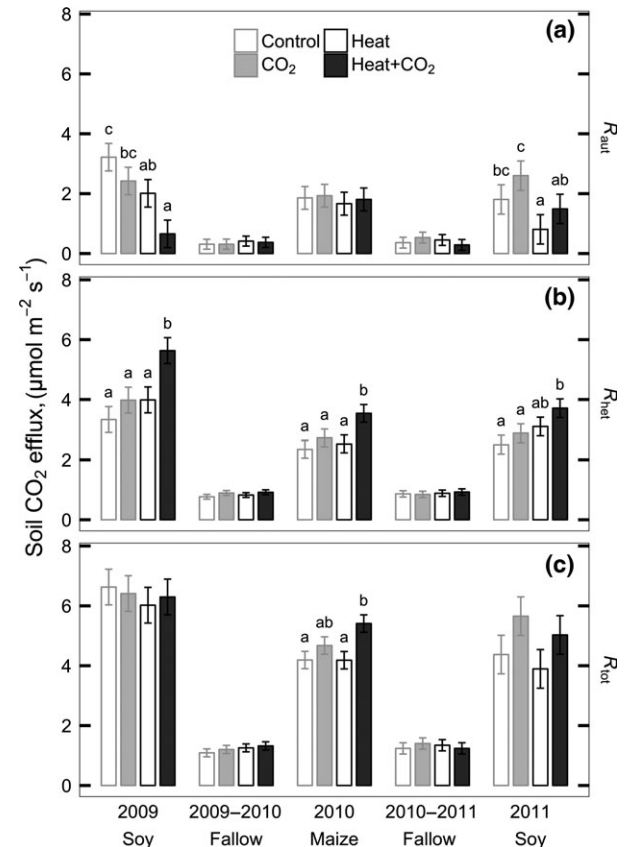 8
(a)
Control
Heat
CO₂
Heat+CO₂
6
4
2
0
c
bc
ab
a
bc
c
a
ab
R_aut
8
(b)
6
4
2
0
a
a
a
b
a
a
a
b
a
a
ab
b
R_het
8
(c)
6
4
2
0
a
ab
a
b
R_tot
Soil CO₂ efflux, (μmol m⁻² s⁻¹)
2009 2009–2010 2010 2010–2011 2011
Soy Fallow Maize Fallow Soy